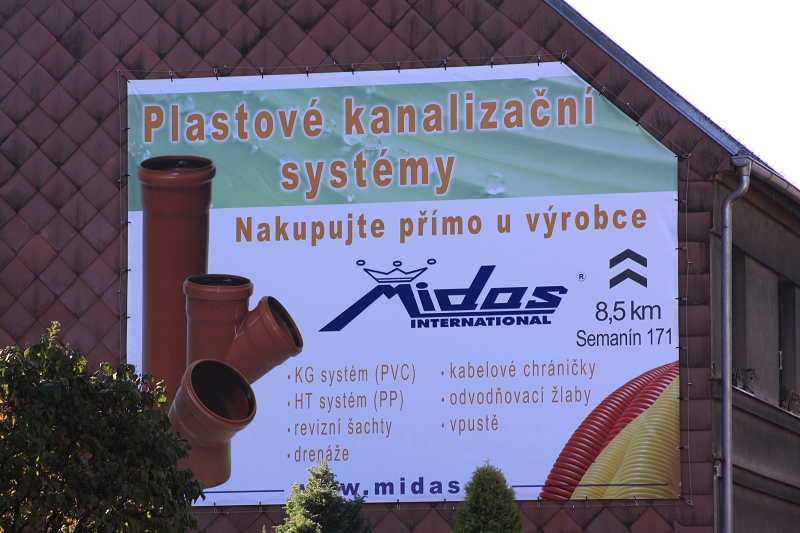 Plastové kanalizační
systémy
Nakupujte přímo u výrobce
Midas ®
INTERNATIONAL
8,5 km
Semanín 171
· KG systém (PVC)
· HT systém (PP)
· revizní šachty
· drenáže
· kabelové chráničky
· odvodňovací žlaby
· vpustě
www.midas